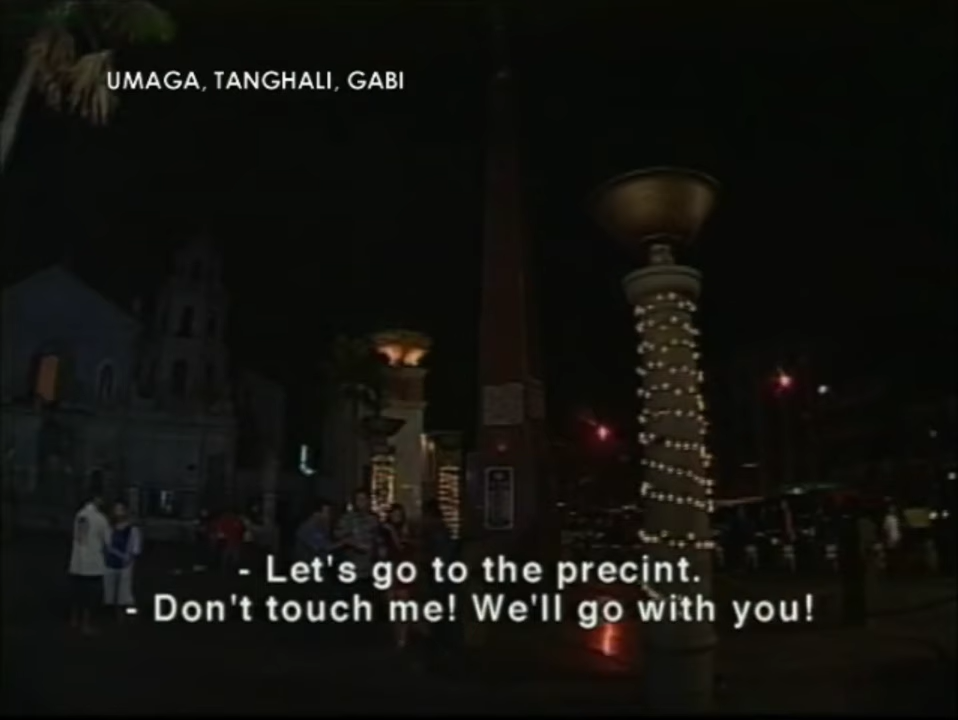 UMAGA, TANGHALI, GABI
- Let's go to the precint.
- Don't touch me! We'll go with you!